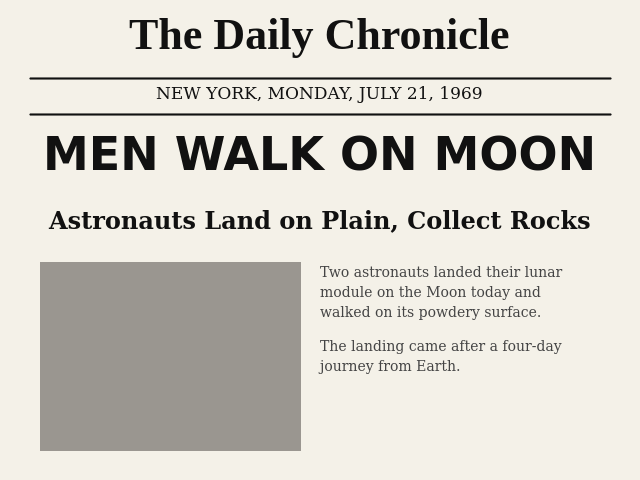 The Daily Chronicle
NEW YORK, MONDAY, JULY 21, 1969
MEN WALK ON MOON
Astronauts Land on Plain, Collect Rocks
Two astronauts landed their lunar
module on the Moon today and
walked on its powdery surface.
The landing came after a four-day
journey from Earth.